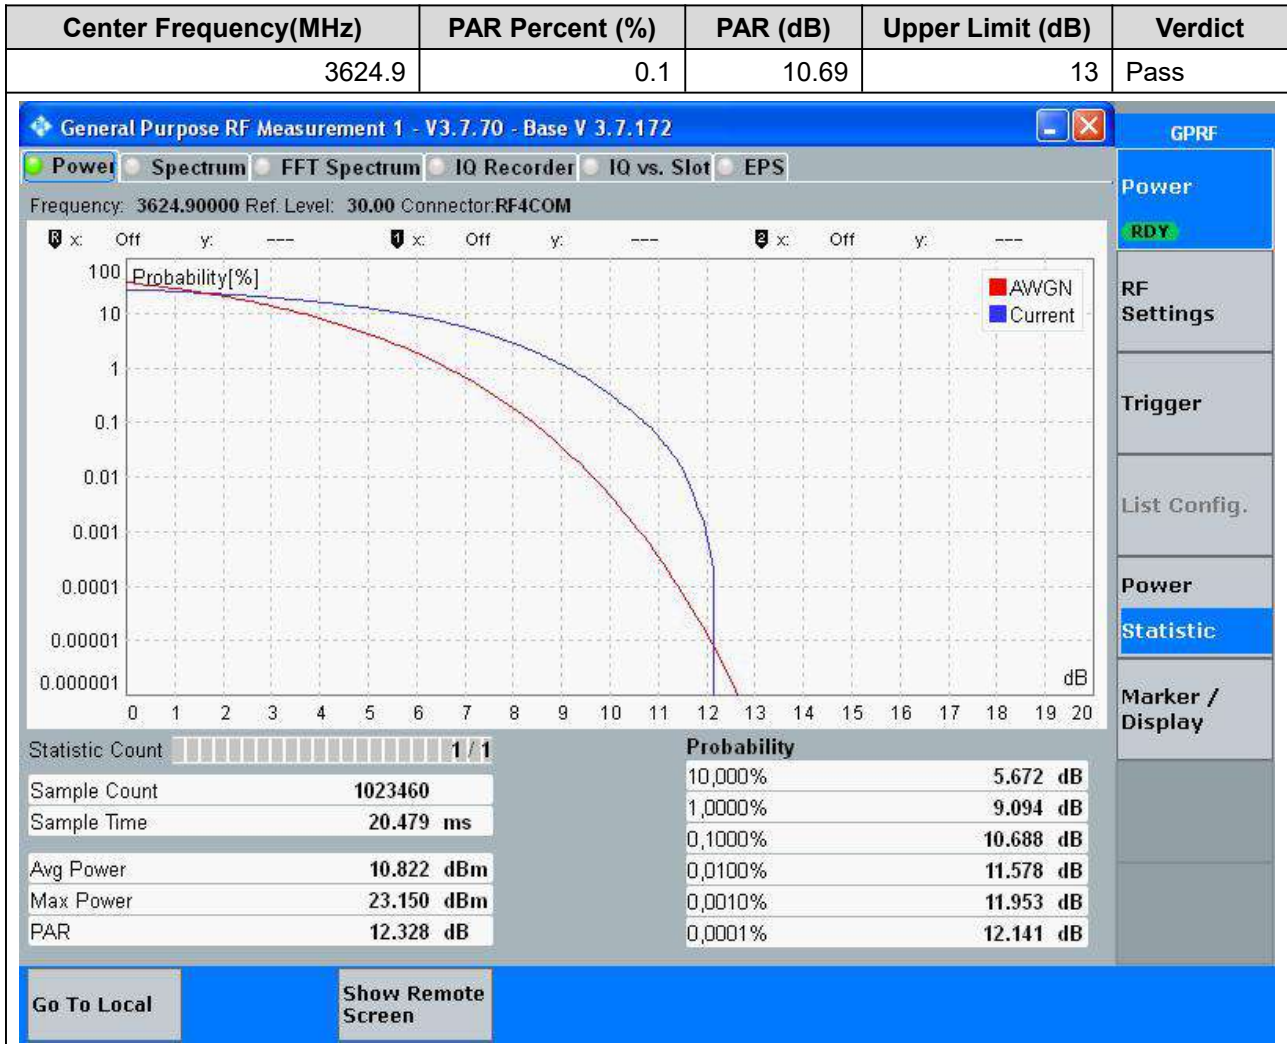 Center Frequency(MHz) PAR Percent (%) PAR (dB) Upper Limit (dB) Verdict
3624.9 0.1 10.69 13 Pass
General Purpose RF Measurement 1 - V3.7.70 - Base V 3.7.172
GPRF
Power Spectrum FFT Spectrum IQ Recorder IQ vs. Slot EPS
Power
RDY
Frequency: 3624.90000 Ref. Level: 30.00 Connector:RF4COM
R x: Off y: --- 1 x: Off y: --- 2 x: Off y: ---
100 Probability[%]
AWGN
Current
10
1
0.1
0.01
0.001
0.0001
0.00001
0.000001
dB
0 1 2 3 4 5 6 7 8 9 10 11 12 13 14 15 16 17 18 19 20
RF
Settings
Trigger
List Config.
Power
Statistic
Marker /
Display
Statistic Count 1 / 1
Sample Count 1023460
Sample Time 20.479 ms
Avg Power 10.822 dBm
Max Power 23.150 dBm
PAR 12.328 dB
Probability
10,000% 5.672 dB
1,0000% 9.094 dB
0,1000% 10.688 dB
0,0100% 11.578 dB
0,0010% 11.953 dB
0,0001% 12.141 dB
Go To Local
Show Remote
Screen